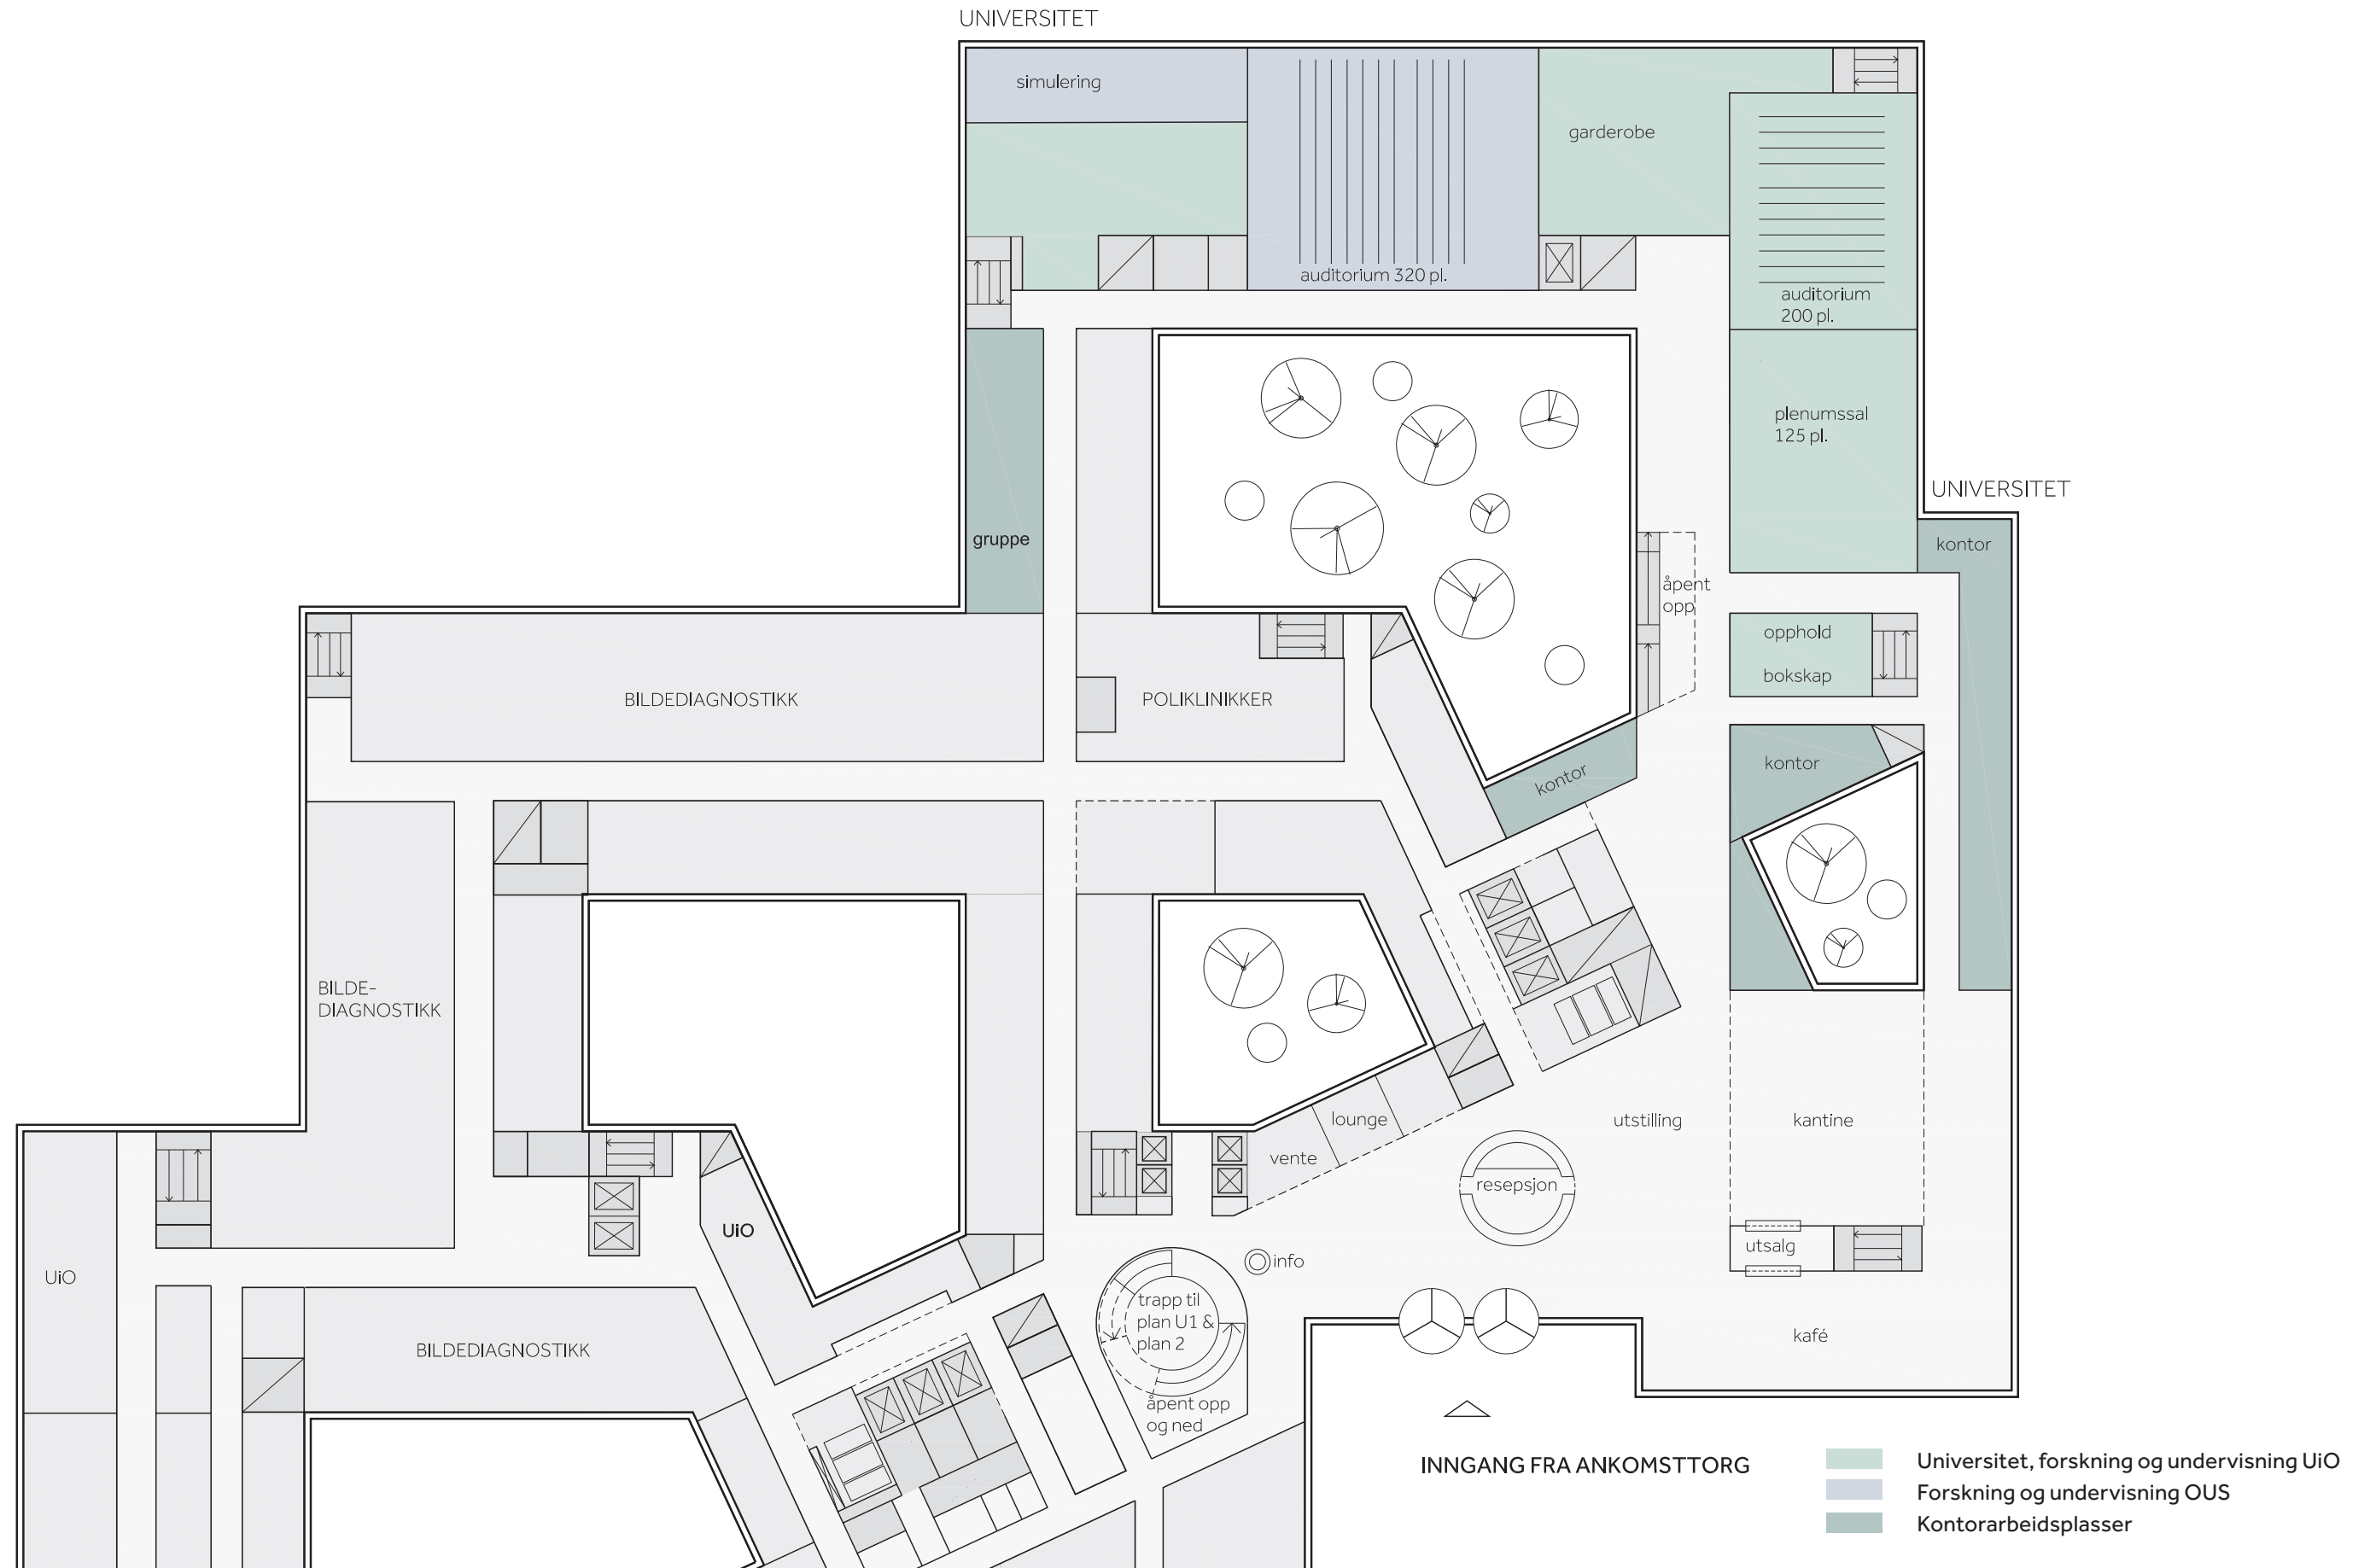 UNIVERSITET
simulering
garderobe
auditorium 320 pl.
auditorium
200 pl.
plenumssal
125 pl.
UNIVERSITET
gruppe
kontor
åpent
opp
opphold
bokskap
BILDEDIAGNOSTIKK
POLIKLINIKKER
kontor
kontor
BILDE-
DIAGNOSTIKK
lounge
utstilling
kantine
vente
resepsjon
UiO
utsalg
info
UiO
trapp til
plan U1 &
plan 2
kafé
BILDEDIAGNOSTIKK
åpent opp
og ned
INNGANG FRA ANKOMSTTORG
Universitet, forskning og undervisning UiO
Forskning og undervisning OUS
Kontorarbeidsplasser